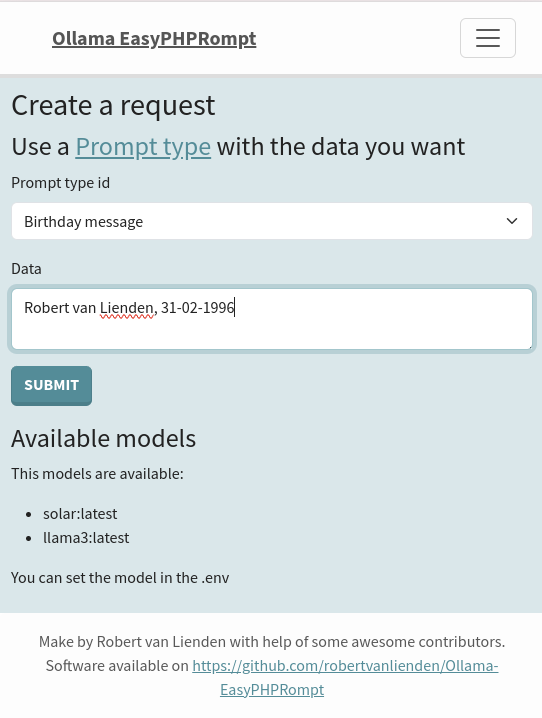 Ollama EasyPHPRompt
Create a request
Use a Prompt type with the data you want
Prompt type id
Birthday message
Data
Robert van Lienden, 31-02-1996
SUBMIT
Available models
This models are available:
solar:latest
llama3:latest
You can set the model in the .env
Make by Robert van Lienden with help of some awesome contributors.
Software available on https://github.com/robertvanlienden/Ollama-
EasyPHPRompt